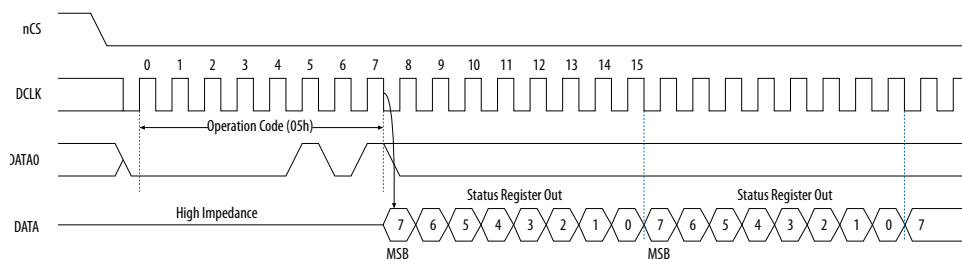 nCS
0 1 2 3 4 5 6 7 8 9 10 11 12 13 14 15
DCLK
Operation Code (05h)
DATA0
Status Register Out Status Register Out
High Impedance
DATA 7 6 5 4 3 2 1 0 7 6 5 4 3 2 1 0 7
MSB MSB